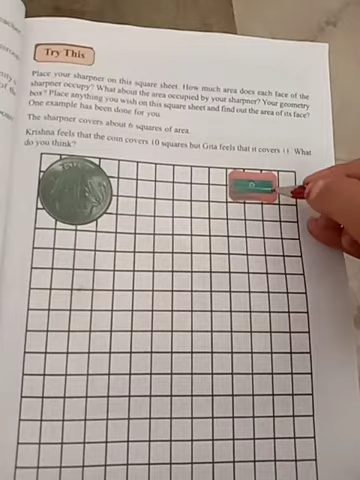 Try This
Place your sharpner on this square sheet. How much area does each face of the
sharpner occupy? What about the area occupied by your sharpner? Your geometry
box? Place anything you wish on this square sheet and find out the area of its face?
One example has been done for you.
The sharpner covers about 6 squares of area.
Krishna feels that the coin covers 10 squares but Gita feels that it covers 11. What
do you think?